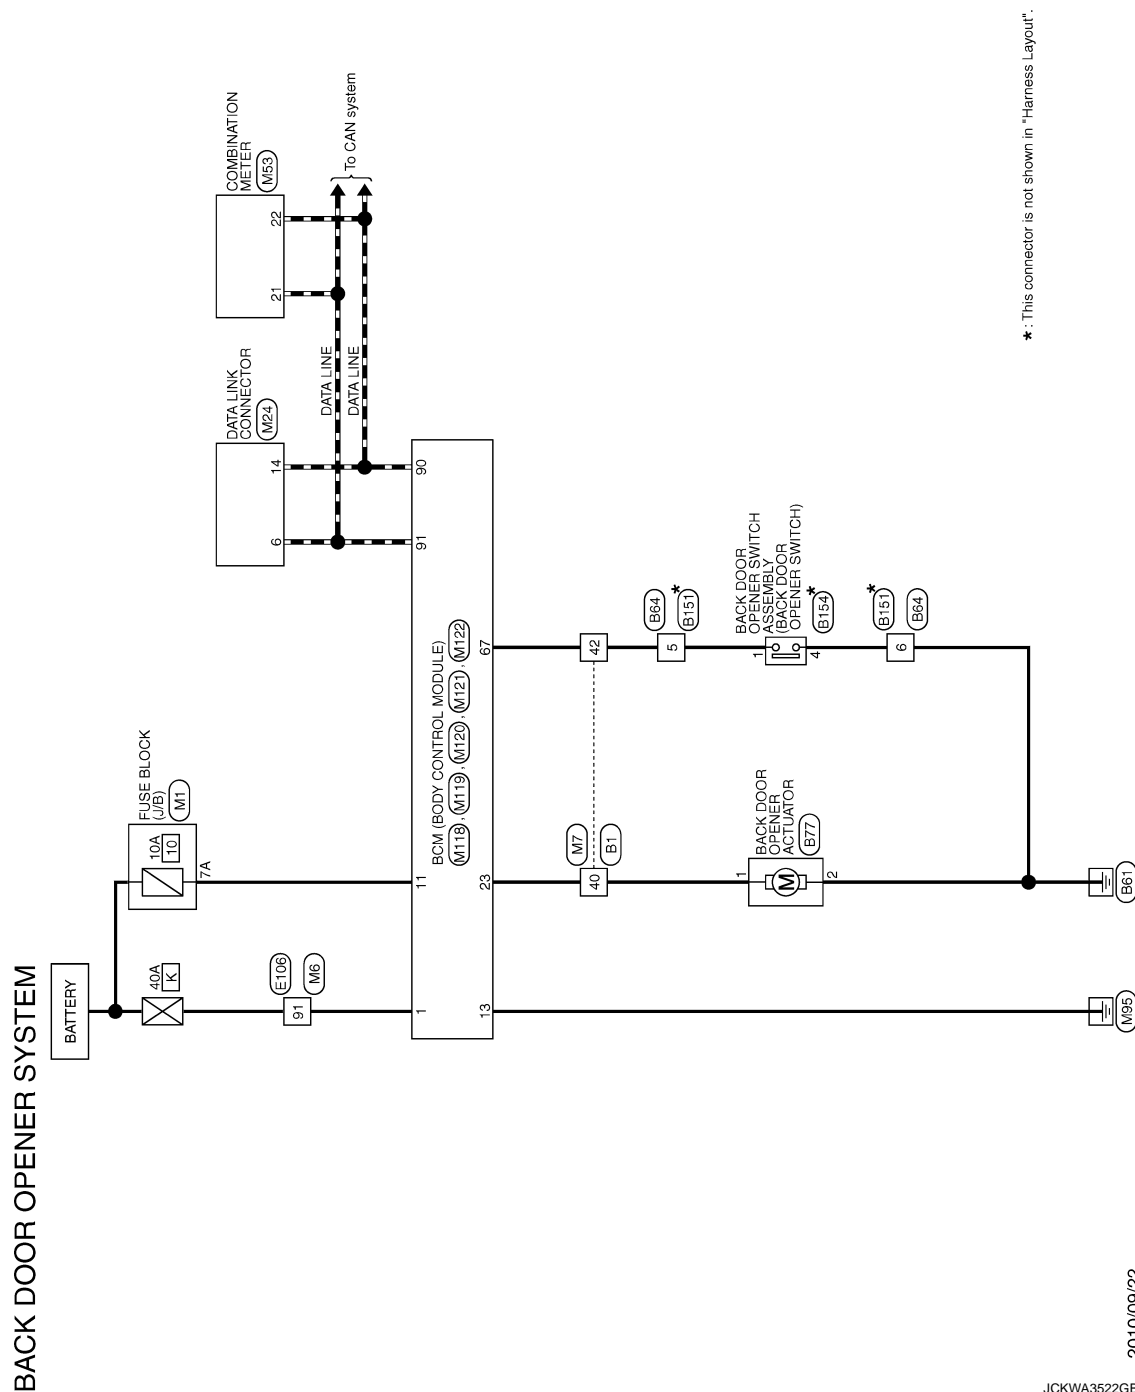 BACK DOOR OPENER SYSTEM
BATTERY
40A
K
10A
10
FUSE BLOCK
(J/B)
M1
7A
DATA LINK
CONNECTOR
M24
COMBINATION
METER
M53
6
14
21
22
DATA LINE
DATA LINE
To CAN system
91
E106
M6
1
11
91
90
BCM (BODY CONTROL MODULE)
M118 , M119 , M120 , M121 , M122
13
23
67
40
M7
B1
42
5
B64
B151
*
1
BACK DOOR
OPENER
ACTUATOR
B77
M
2
1
BACK DOOR
OPENER SWITCH
ASSEMBLY
(BACK DOOR
OPENER SWITCH)
B154
*
4
6
B151
*
B64
M95
B61
* : This connector is not shown in "Harness Layout".